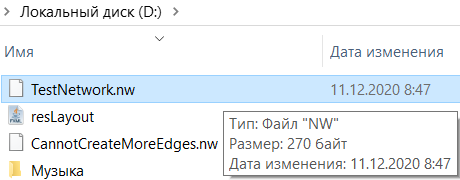 Локальный диск (D:)
Имя
Дата изменения
TestNetwork.nw
11.12.2020 8:47
resLayout
CannotCreateMoreEdges.nw
Музыка
Тип: Файл "NW"
Размер: 270 байт
Дата изменения: 11.12.2020 8:47